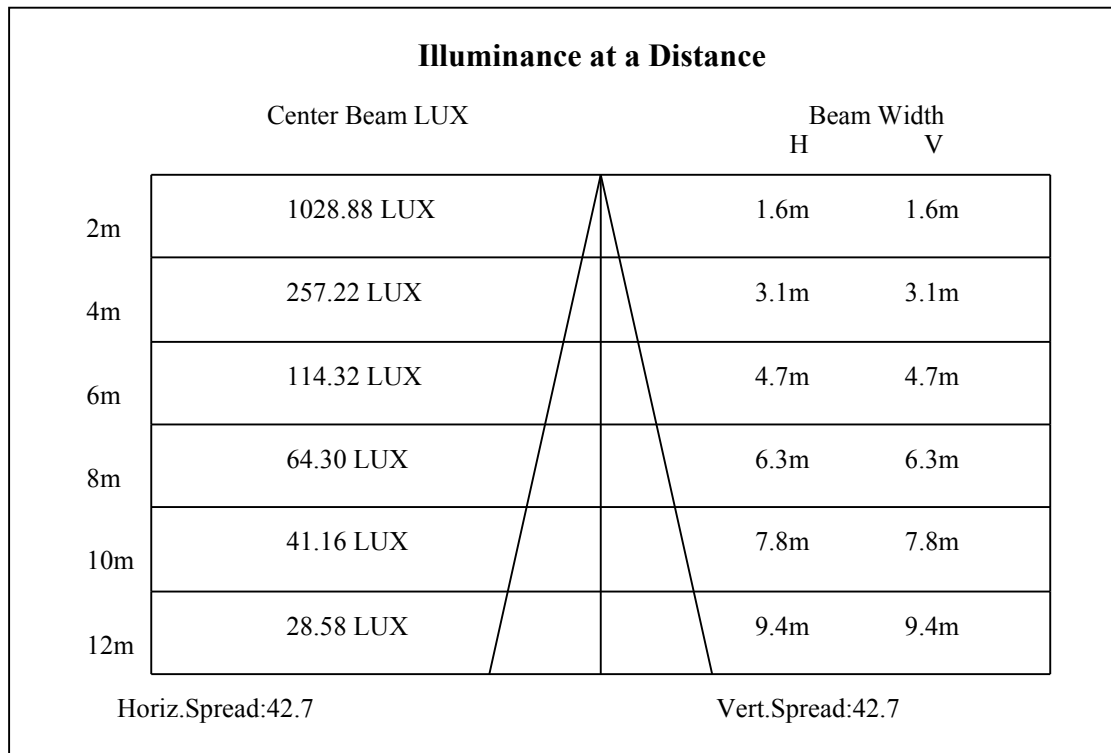 Illuminance at a Distance
Center Beam LUX Beam Width
H V
2m 1028.88 LUX 1.6m 1.6m
4m 257.22 LUX 3.1m 3.1m
6m 114.32 LUX 4.7m 4.7m
8m 64.30 LUX 6.3m 6.3m
10m 41.16 LUX 7.8m 7.8m
12m 28.58 LUX 9.4m 9.4m
Horiz.Spread:42.7 Vert.Spread:42.7